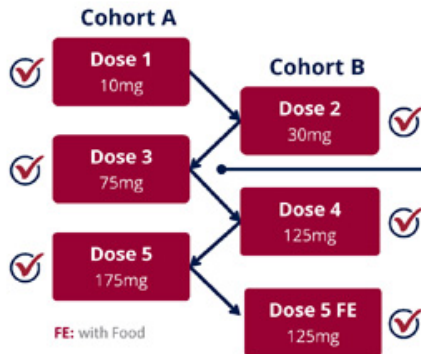 Cohort A
Dose 1
10mg
Cohort B
Dose 2
30mg
Dose 3
75mg
Dose 4
125mg
Dose 5
175mg
Dose 5 FE
125mg
FE: with Food